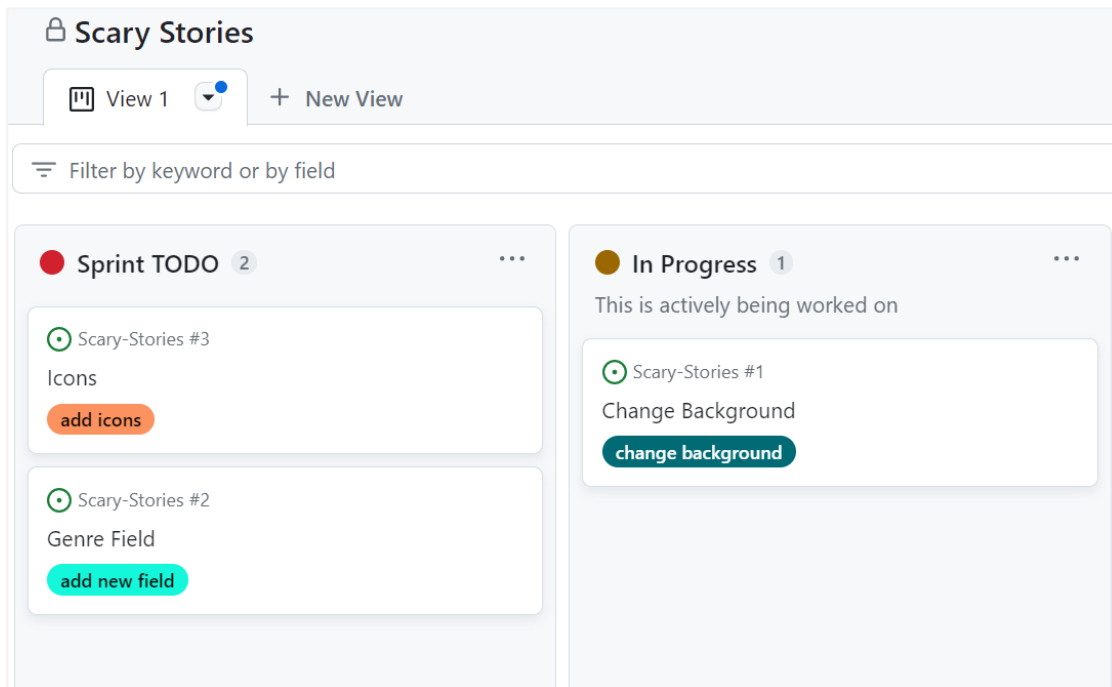 Scary Stories
View 1
New View
Filter by keyword or by field
Sprint TODO 2
Scary-Stories #3
Icons
add icons
Scary-Stories #2
Genre Field
add new field
In Progress 1
This is actively being worked on
Scary-Stories #1
Change Background
change background